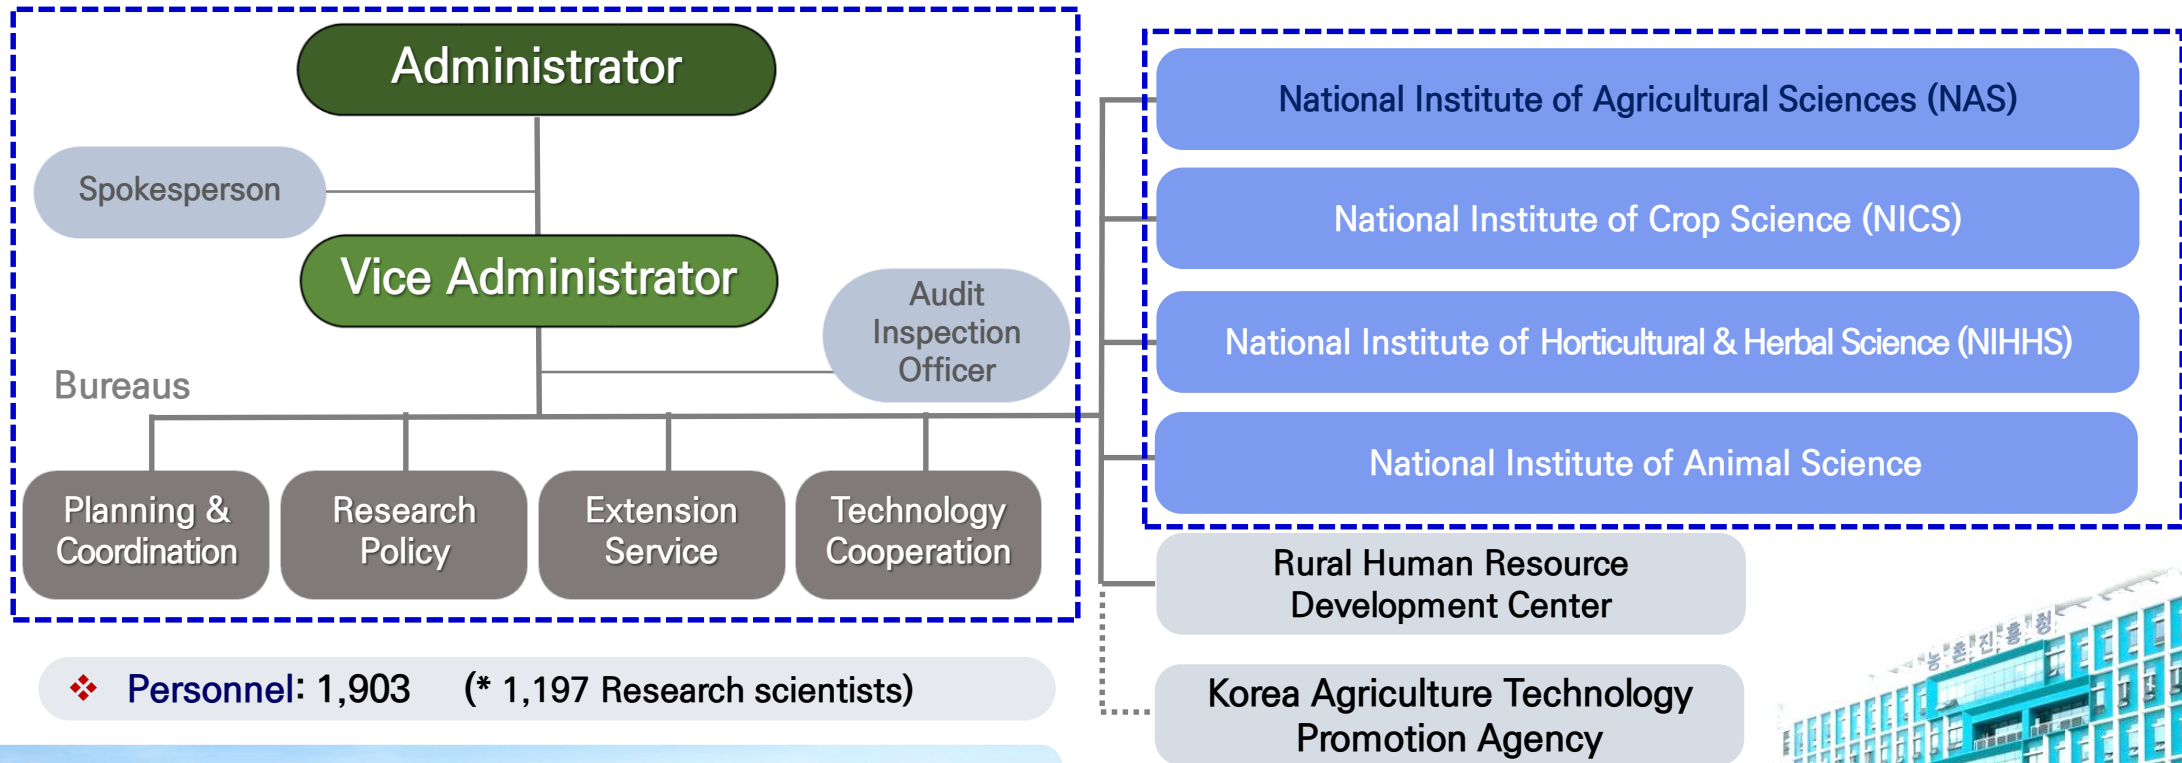 Administrator
Spokesperson
Vice Administrator
Audit
Inspection
Officer
Bureaus
Planning &
Coordination
Research
Policy
Extension
Service
Technology
Cooperation
❖ Personnel: 1,903 (* 1,197 Research scientists)
National Institute of Agricultural Sciences (NAS)
National Institute of Crop Science (NICS)
National Institute of Horticultural & Herbal Science (NIHHS)
National Institute of Animal Science
Rural Human Resource
Development Center
Korea Agriculture Technology
Promotion Agency
농촌진흥청